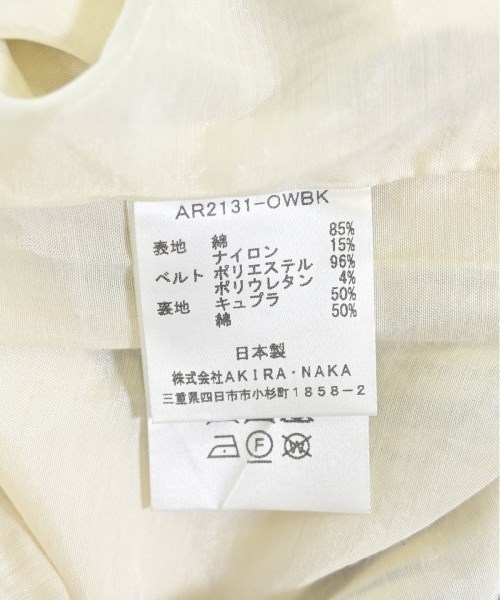 AR2131-OWBK
表地 綿 85%
ナイロン 15%
ベルト ポリエステル 96%
ポリウレタン 4%
裏地 キュプラ 50%
綿 50%
日本製
株式会社AKIRA・NAKA
三重県四日市市小杉町1858-2
F
W